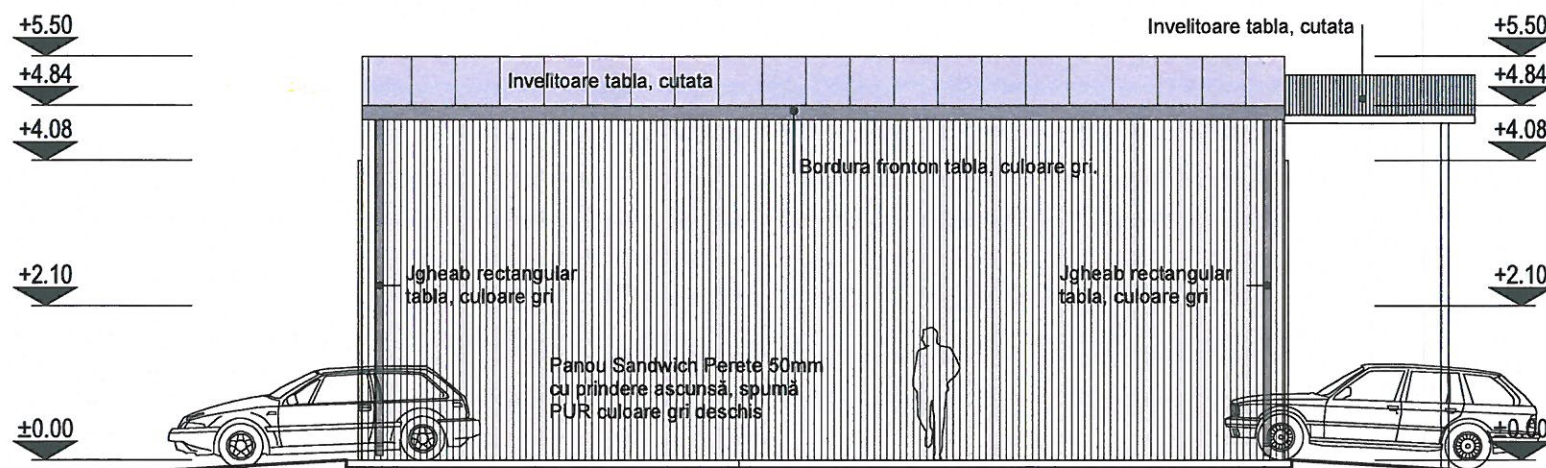 +5.50
+4.84
+4.08
+2.10
±0.00
Invelitoare tabla, cutata
Invelitoare tabla, cutata
Bordura fronton tabla, culoare gri.
Jgheab rectangular
tabla, culoare gri
Jgheab rectangular
tabla, culoare gri
Panou Sandwich Perete 50mm
cu prindere ascunsă, spumă
PUR culoare gri deschis
+5.50
+4.84
+4.08
+2.10
±0.00